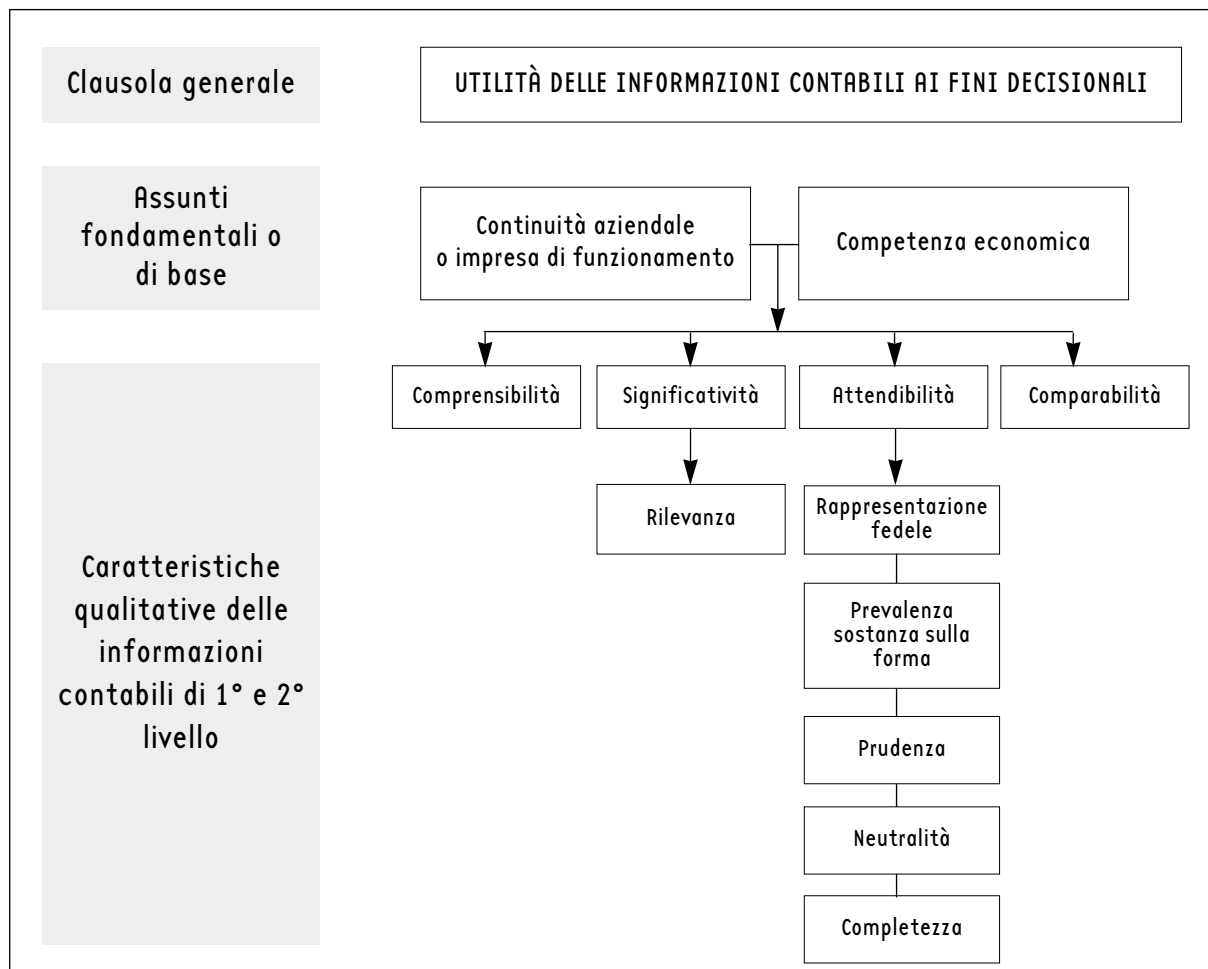 Clausola generale
UTILITÀ DELLE INFORMAZIONI CONTABILI AI FINI DECISIONALI
Assunti
fondamentali o
di base
Continuità aziendale
o impresa di funzionamento
Competenza economica
Caratteristiche
qualitative delle
informazioni
contabili di 1° e 2°
livello
Comprensibilità
Significatività
Attendibilità
Comparabilità
Rilevanza
Rappresentazione
fedele
Prevalenza
sostanza sulla
forma
Prudenza
Neutralità
Completezza